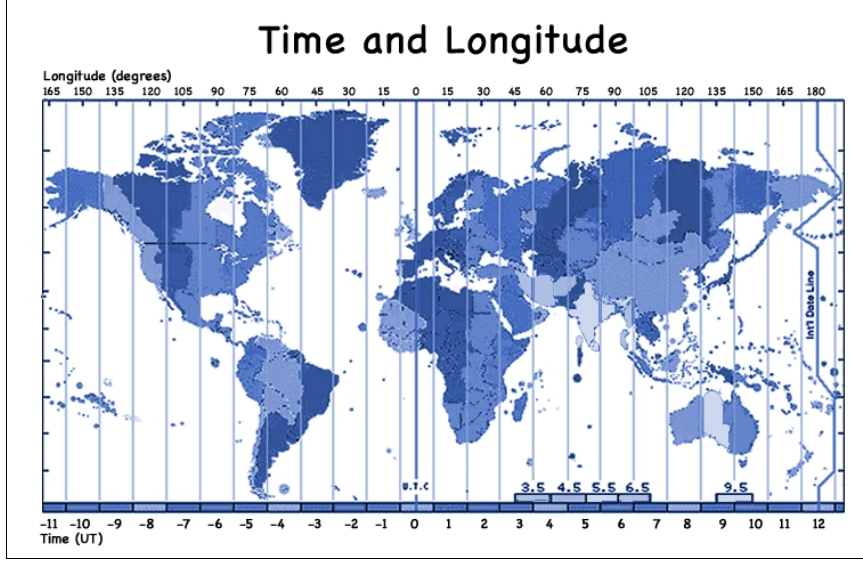 Time and Longitude
Longitude (degrees)
165 150 135 120 105 90 75 60 45 30 15 0 15 30 45 60 75 90 105 120 135 150 165 180
Int'l Date Line
U.T.C
3.5 4.5 5.5 6.5 9.5
-11 -10 -9 -8 -7 -6 -5 -4 -3 -2 -1 0 1 2 3 4 5 6 7 8 9 10 11 12
Time (UT)